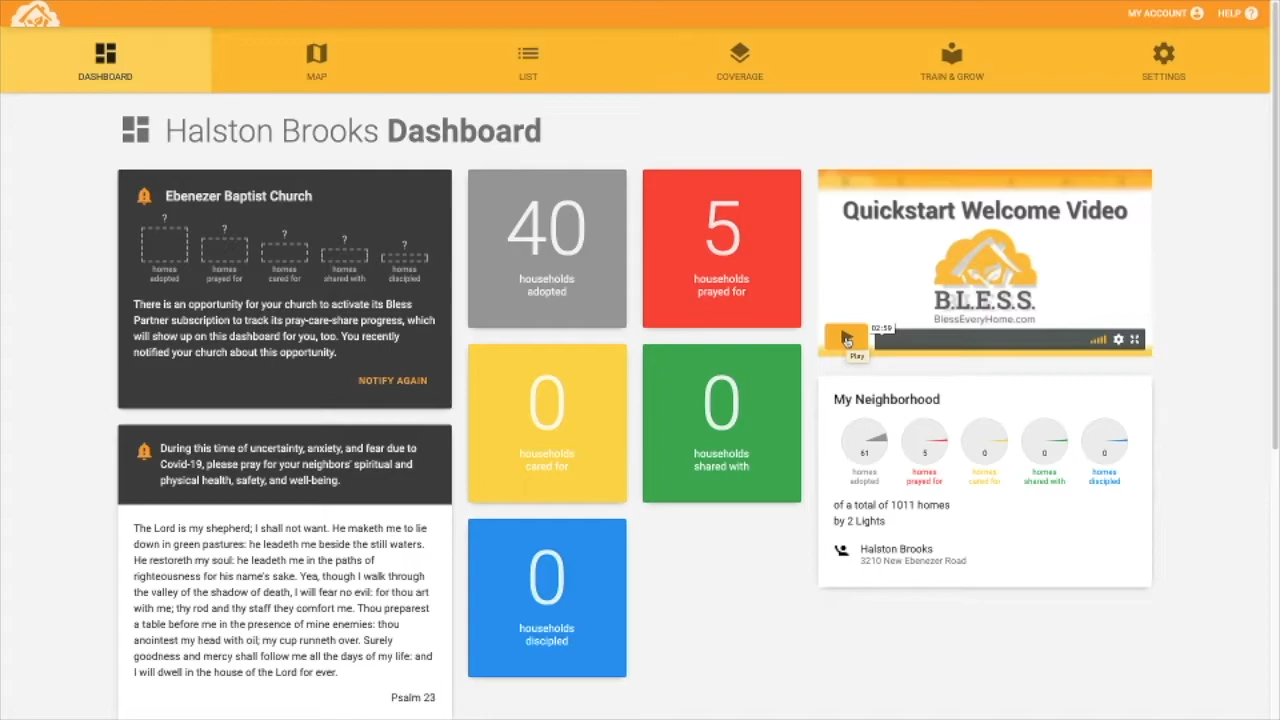 MY ACCOUNT
HELP ?
DASHBOARD
MAP
LIST
COVERAGE
TRAIN & GROW
SETTINGS
Halston Brooks Dashboard
Ebenezer Baptist Church
? ? ? ? ?
homes adopted
homes prayed for
homes cared for
homes shared with
homes discipled
There is an opportunity for your church to activate its Bless
Partner subscription to track its pray-care-share progress, which
will show up on this dashboard for you, too. You recently
notified your church about this opportunity.
NOTIFY AGAIN
During this time of uncertainty, anxiety, and fear due to
Covid-19, please pray for your neighbors' spiritual and
physical health, safety, and well-being.
The Lord is my shepherd; I shall not want. He maketh me to lie
down in green pastures: he leadeth me beside the still waters.
He restoreth my soul: he leadeth me in the paths of
righteousness for his name's sake. Yea, though I walk through
the valley of the shadow of death, I will fear no evil: for thou art
with me; thy rod and thy staff they comfort me. Thou preparest
a table before me in the presence of mine enemies: thou
anointest my head with oil; my cup runneth over. Surely
goodness and mercy shall follow me all the days of my life: and
I will dwell in the house of the Lord for ever.
Psalm 23
40
households
adopted
5
households
prayed for
0
households
cared for
0
households
shared with
0
households
discipled
Quickstart Welcome Video
B.L.E.S.S.
BlessEveryHome.com
02:59
Play
My Neighborhood
61
homes
adopted
5
homes
prayed for
0
homes
cared for
0
homes
shared with
0
homes
discipled
of a total of 1011 homes
by 2 Lights
Halston Brooks
3210 New Ebenezer Road